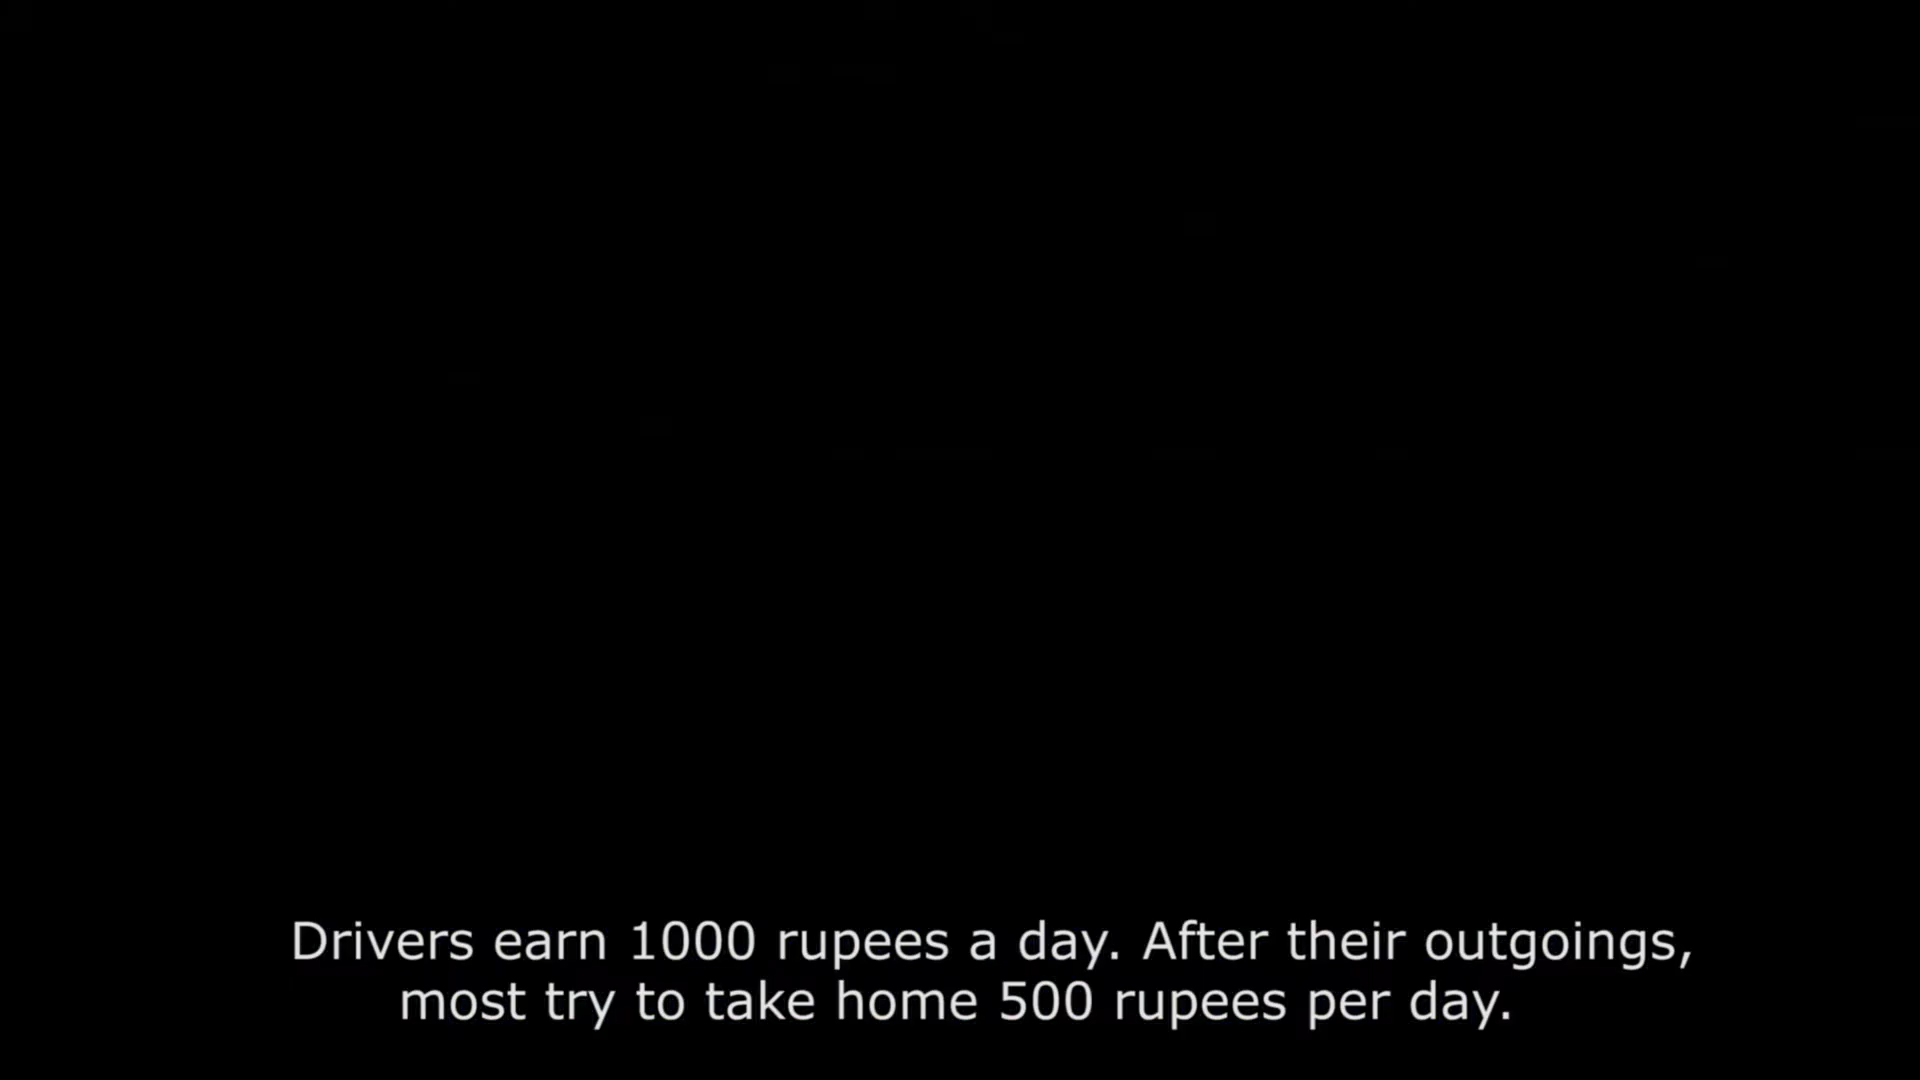 Drivers earn 1000 rupees a day. After their outgoings,
most try to take home 500 rupees per day.